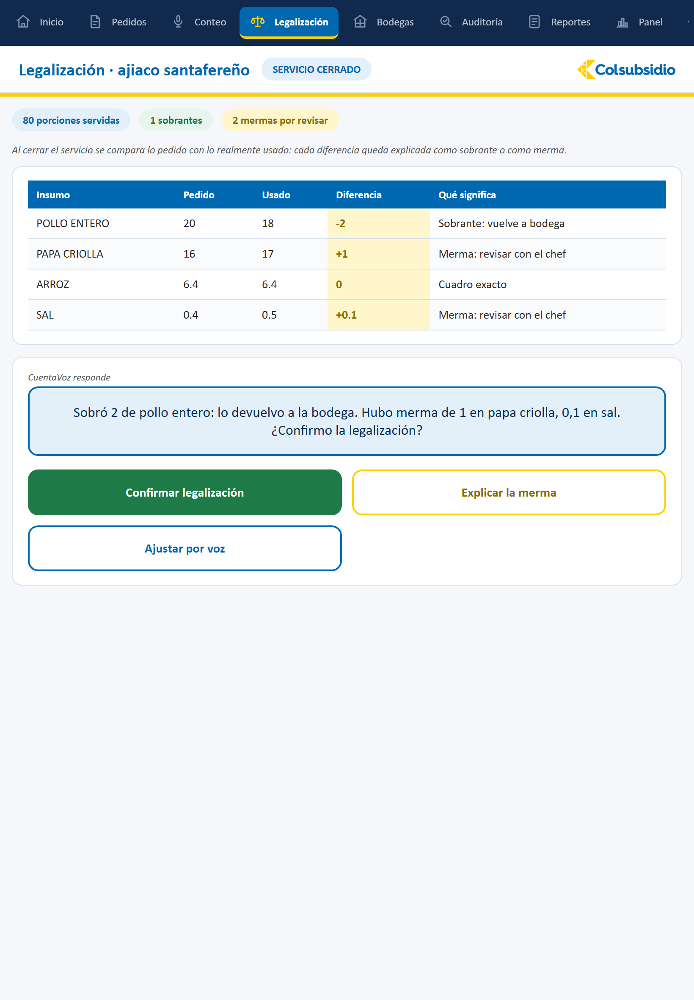 Inicio Pedidos Conteo Legalización Bodegas Auditoría Reportes Panel
Legalización · ajiaco santafereño SERVICIO CERRADO Colsubsidio
80 porciones servidas 1 sobrantes 2 mermas por revisar
Al cerrar el servicio se compara lo pedido con lo realmente usado: cada diferencia queda explicada como sobrante o como merma.
Insumo Pedido Usado Diferencia Qué significa
POLLO ENTERO 20 18 -2 Sobrante: vuelve a bodega
PAPA CRIOLLA 16 17 +1 Merma: revisar con el chef
ARROZ 6.4 6.4 0 Cuadro exacto
SAL 0.4 0.5 +0.1 Merma: revisar con el chef
CuentaVoz responde
Sobró 2 de pollo entero: lo devuelvo a la bodega. Hubo merma de 1 en papa criolla, 0,1 en sal.
¿Confirmo la legalización?
Confirmar legalización Explicar la merma
Ajustar por voz